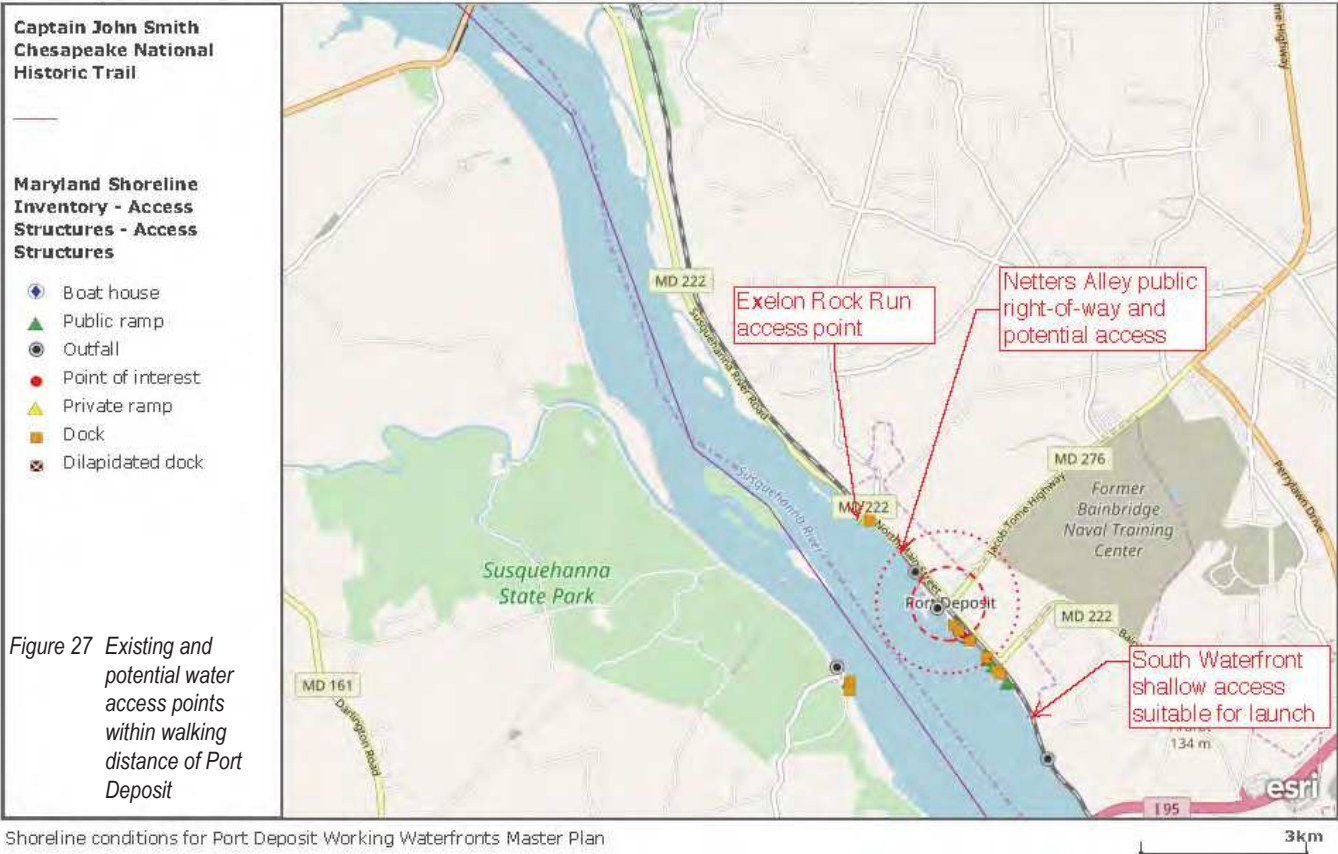 Captain John Smith
Chesapeake National
Historic Trail
Maryland Shoreline
Inventory - Access
Structures - Access
Structures
Boat house
Public ramp
Outfall
Point of interest
Private ramp
Dock
Dilapidated dock
Figure 27 Existing and
potential water
access points
within walking
distance of Port
Deposit
MD 222
Susquehanna River Road
Exelon Rock Run
access point
Netters Alley public
right-of-way and
potential access
MD 276
Jacob Tome Highway
Former
Bainbridge
Naval Training
Center
Perrylawn Drive
MD 222
North Main Street
Susquehanna River
Susquehanna
State Park
Port Deposit
MD 222
South Waterfront
shallow access
suitable for launch
134 m
MD 161
Darlington Road
I 95
esri
Shoreline conditions for Port Deposit Working Waterfronts Master Plan
3km